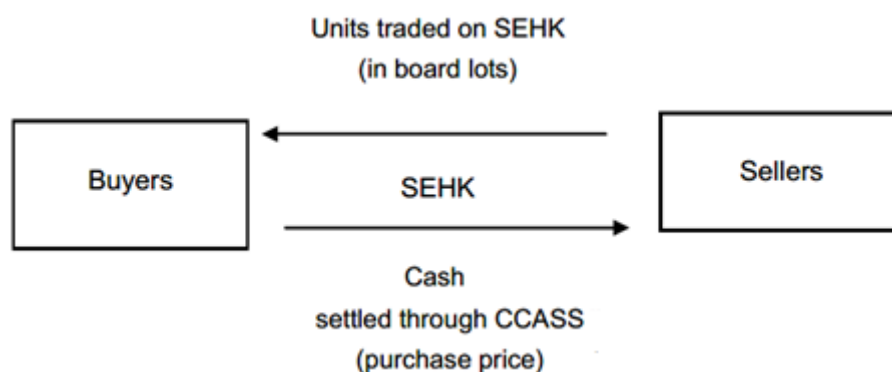 Units traded on SEHK
(in board lots)
Buyers
SEHK
Sellers
Cash
settled through CCASS
(purchase price)